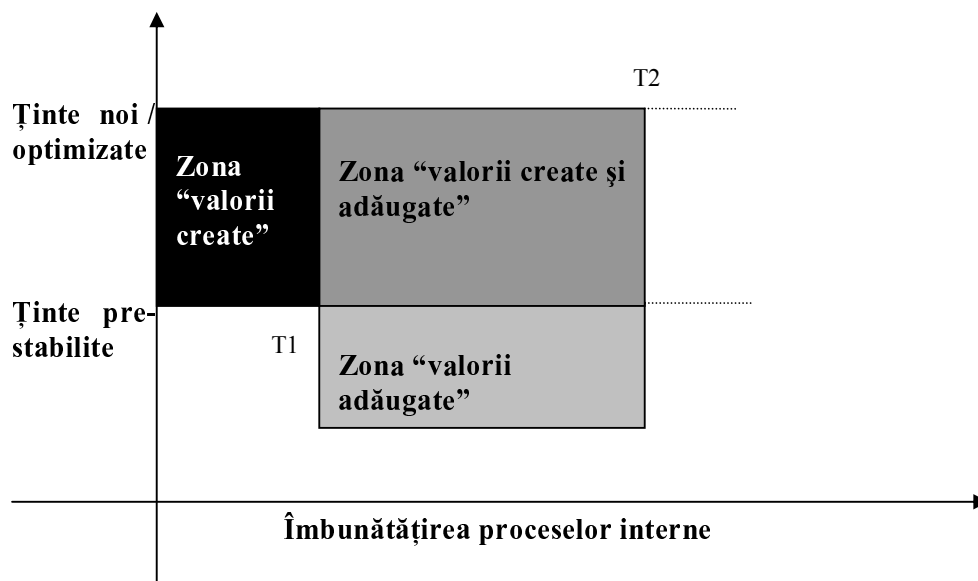 T2
Ținte noi /
optimizate
Zona
“valorii
create”
Zona “valorii create şi
adăugate”
Ținte pre-
stabilite
T1
Zona “valorii
adăugate”
Îmbunătățirea proceselor interne